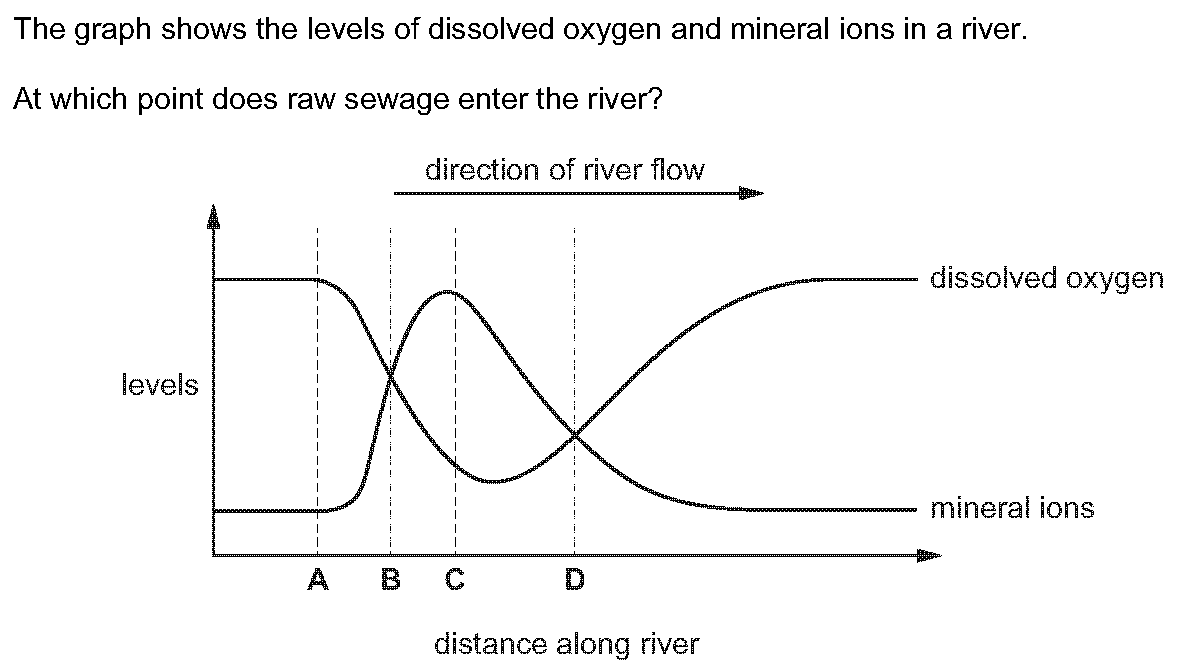 The graph shows the levels of dissolved oxygen and mineral ions in a river.
At which point does raw sewage enter the river?
direction of river flow
dissolved oxygen
levels
mineral ions
A B C D
distance along river